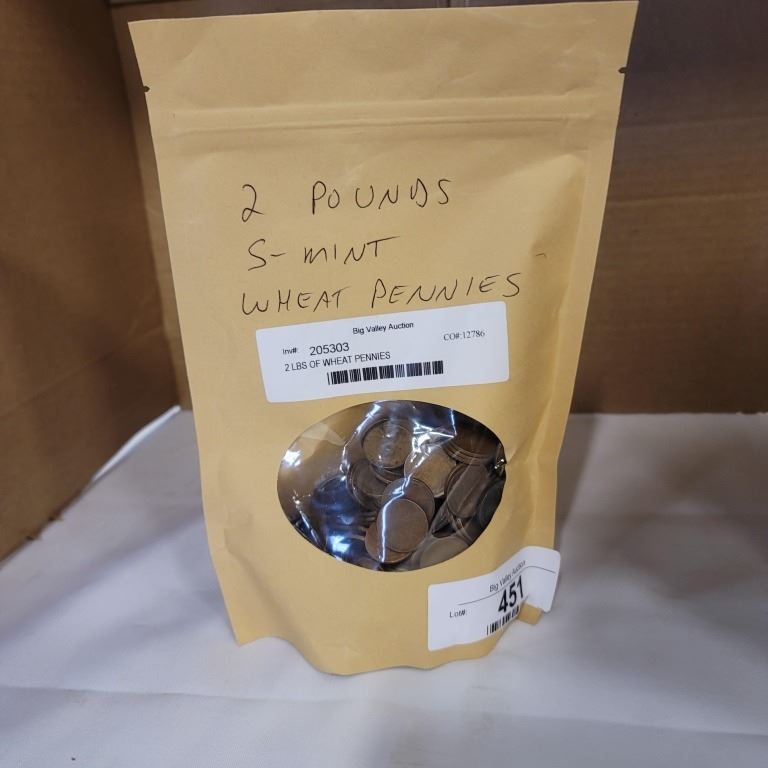 2 POUNDS
S-MINT
WHEAT PENNIES
Big Valley Auction
Inv#: 205303 CO#:12786
2 LBS OF WHEAT PENNIES
Big Valley Auction
Lot#: 451